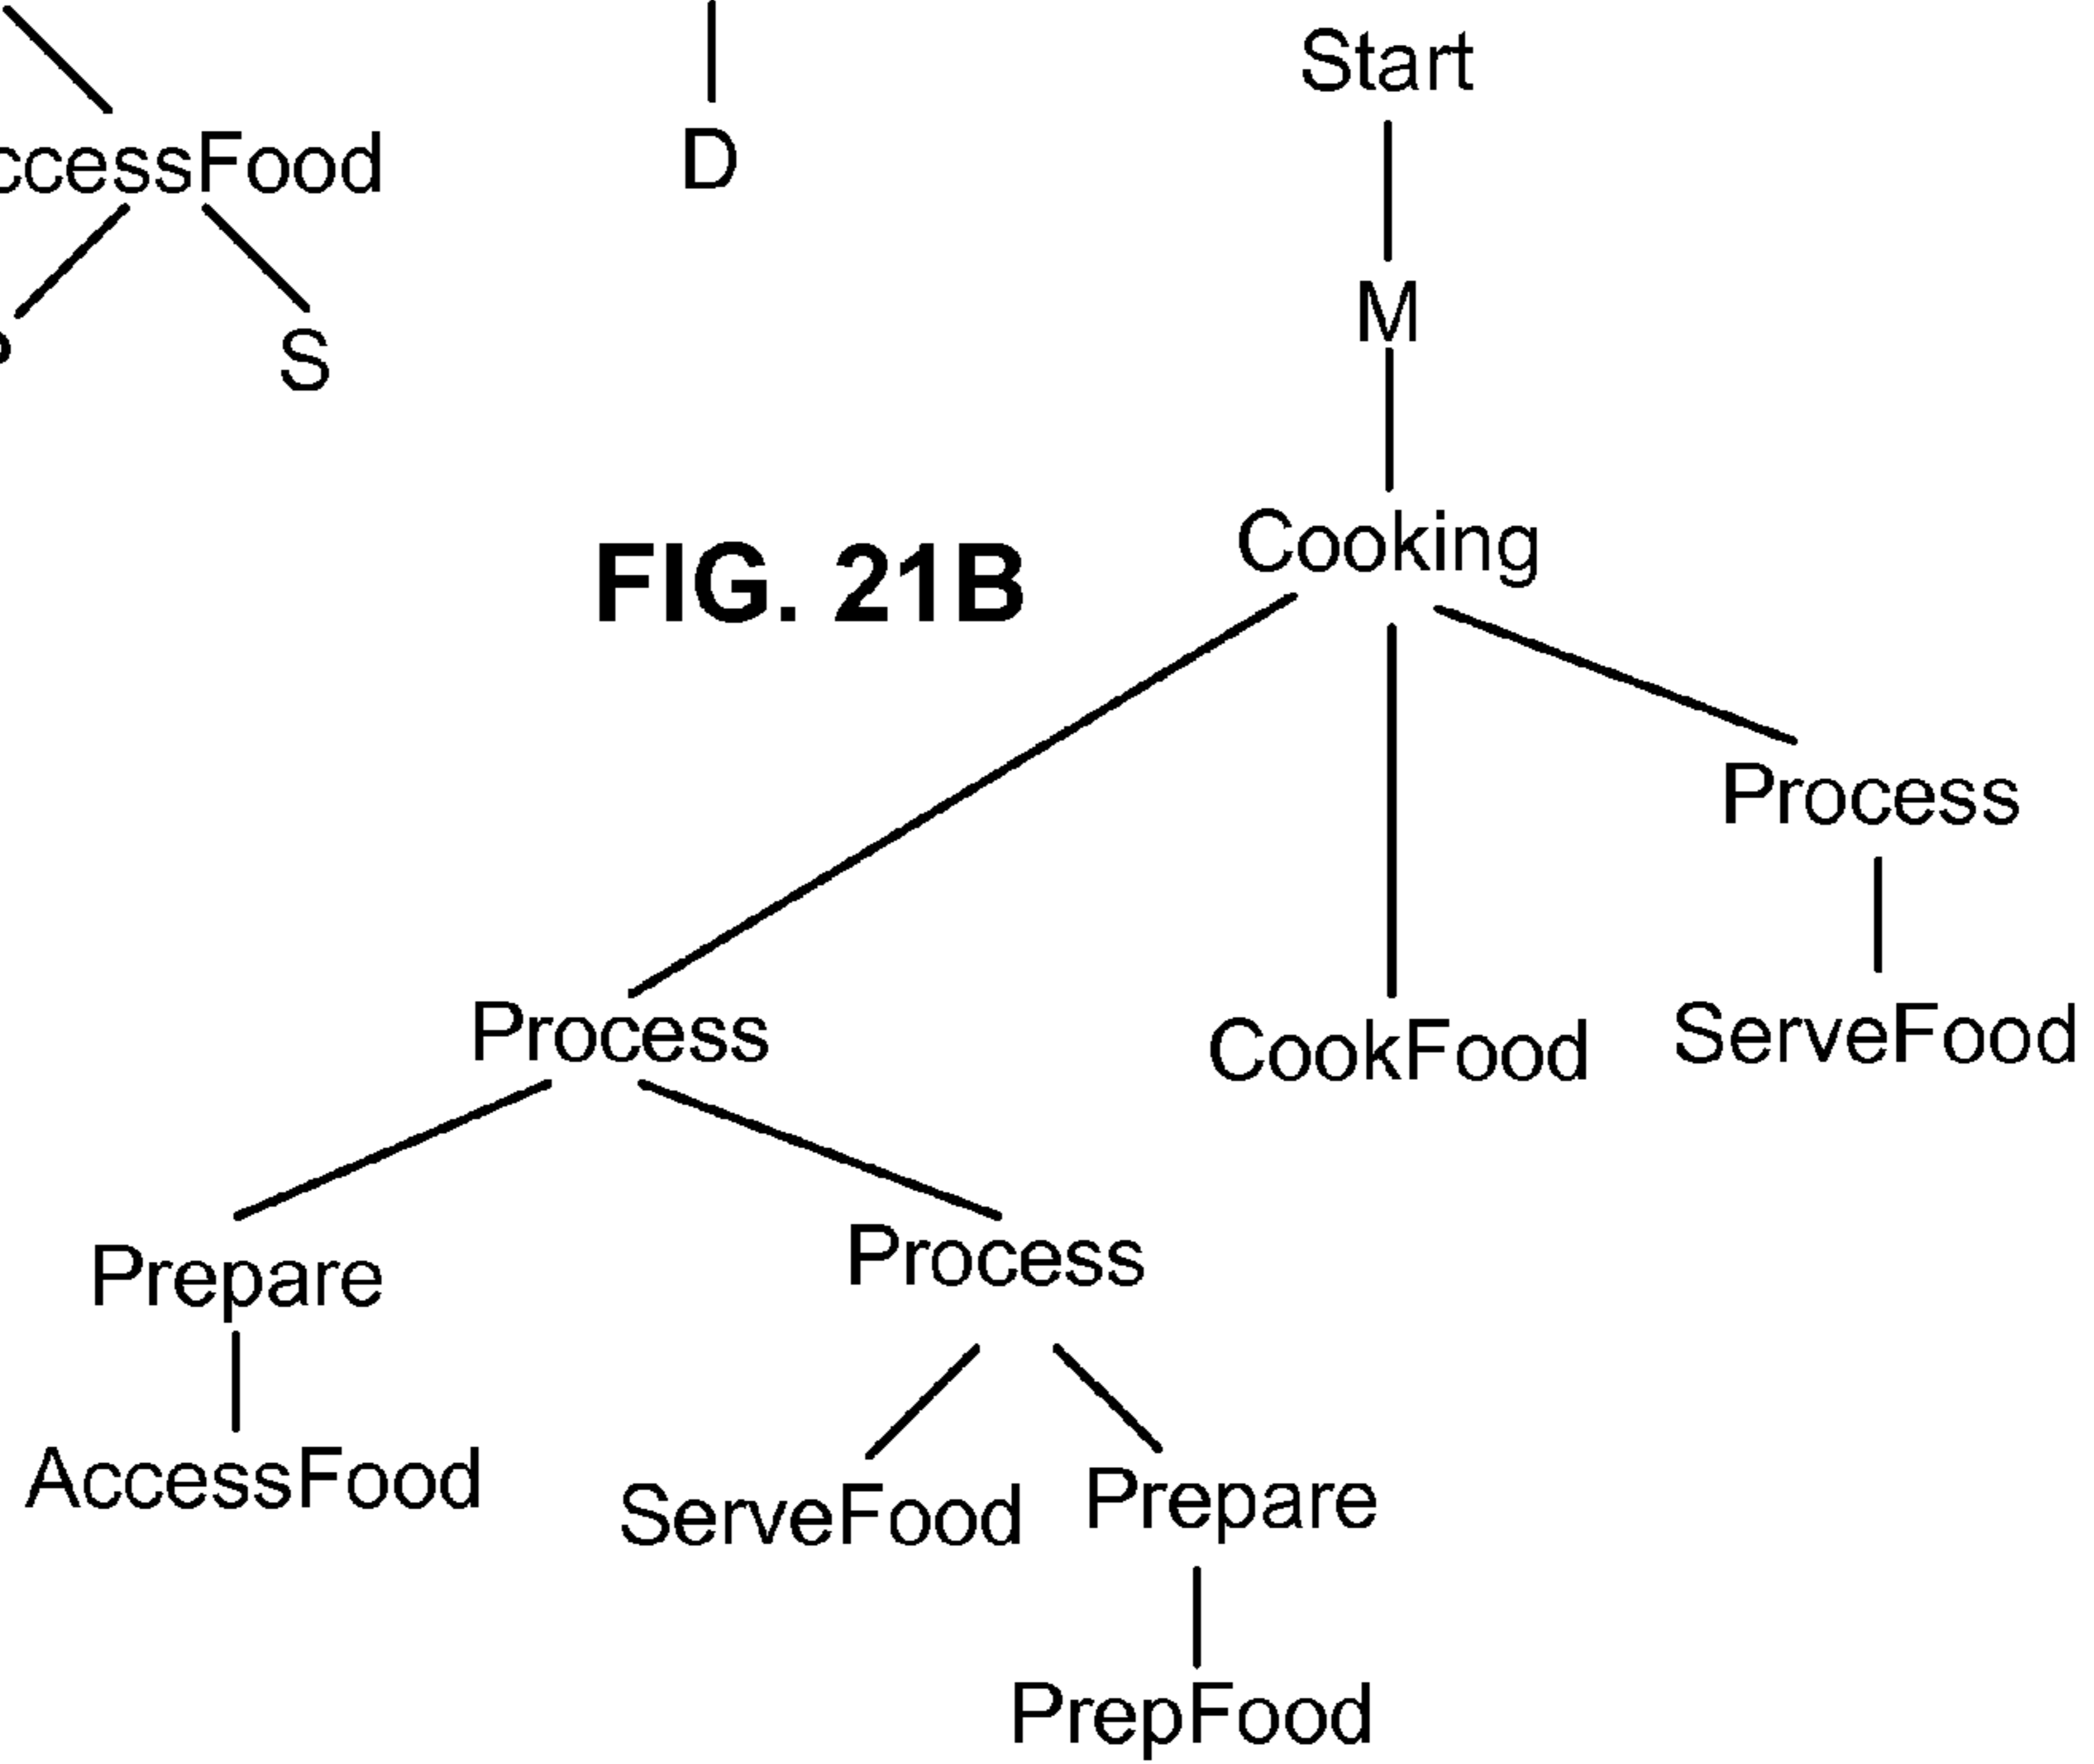 Start
D
ccessFood
M
S
Cooking
FIG. 21B
Process
Process
CookFood
ServeFood
Prepare
Process
AccessFood
ServeFood
Prepare
PrepFood